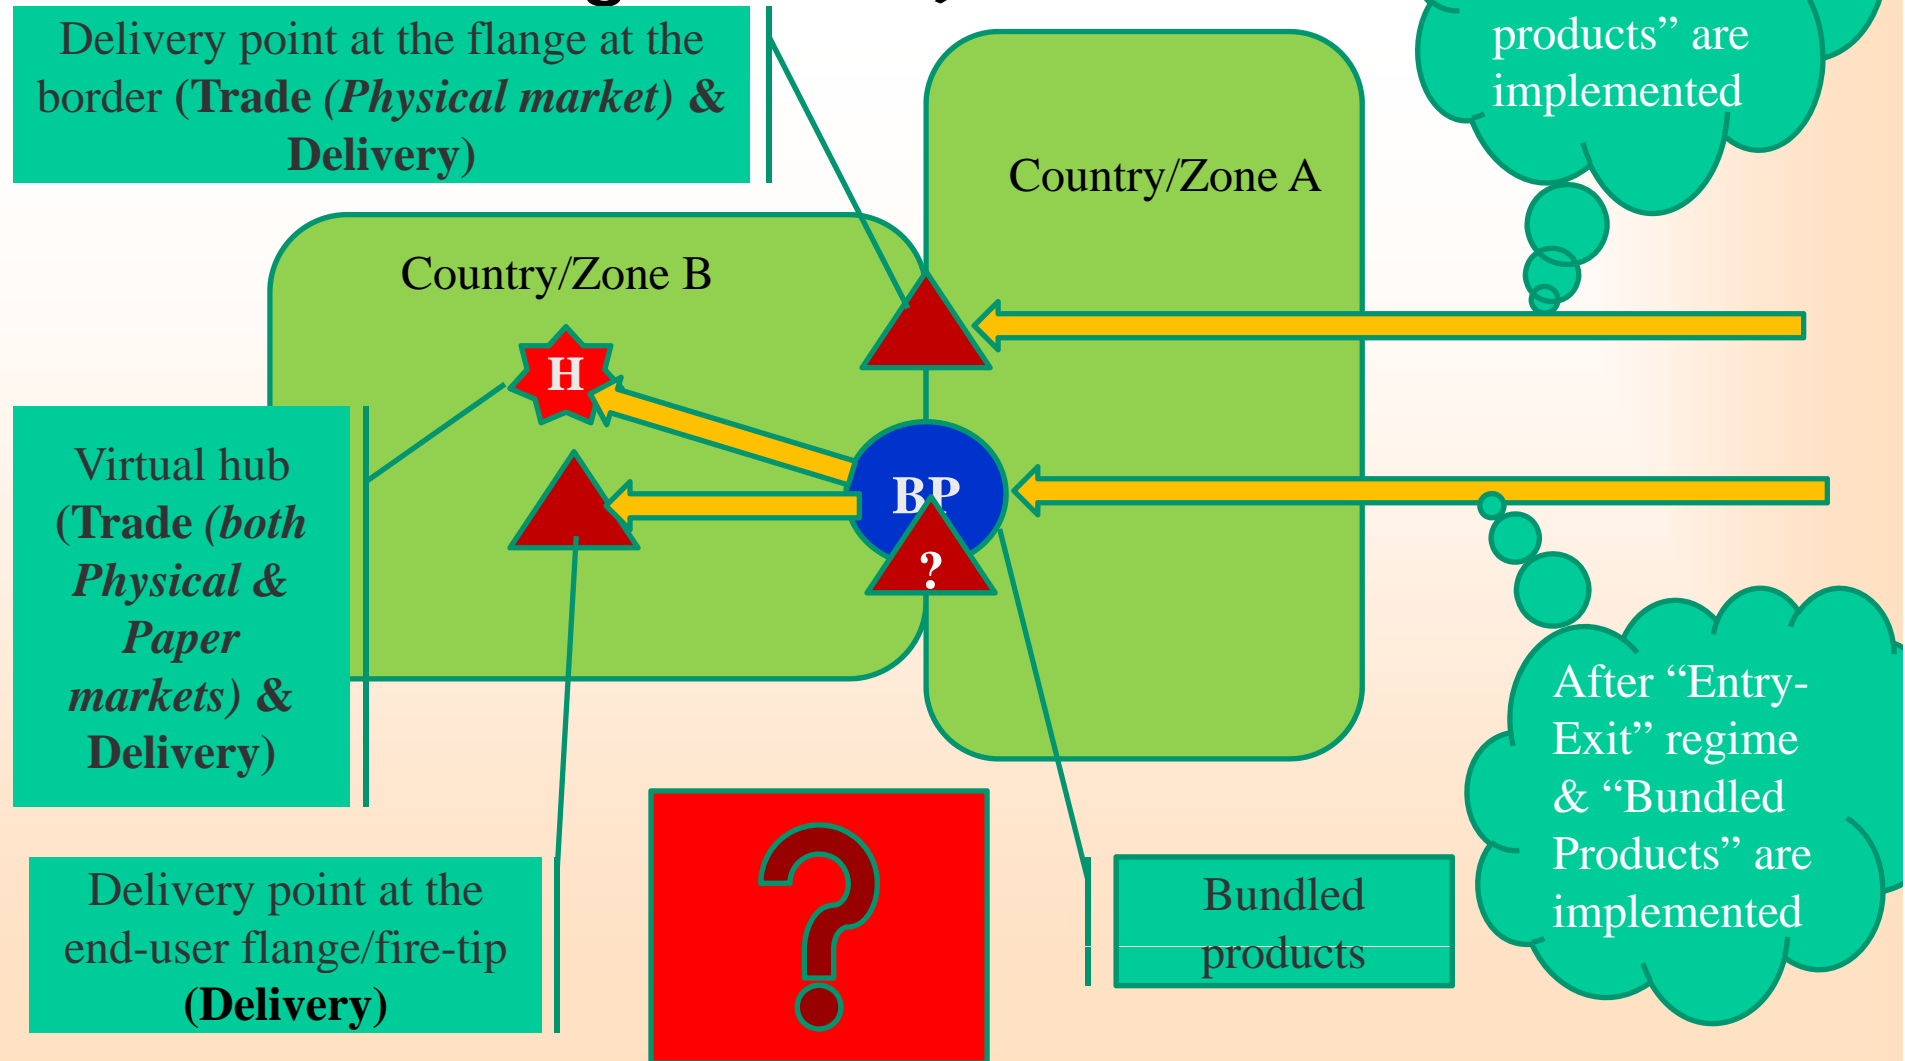 Delivery point at the flange at the
border (Trade (Physical market) &
Delivery)
products” are
implemented
Country/Zone A
Country/Zone B
H
Virtual hub
(Trade (both
Physical &
Paper
markets) &
Delivery)
BP
?
After “Entry-
Exit” regime
& “Bundled
Products” are
implemented
Delivery point at the
end-user flange/fire-tip
(Delivery)
?
Bundled
products